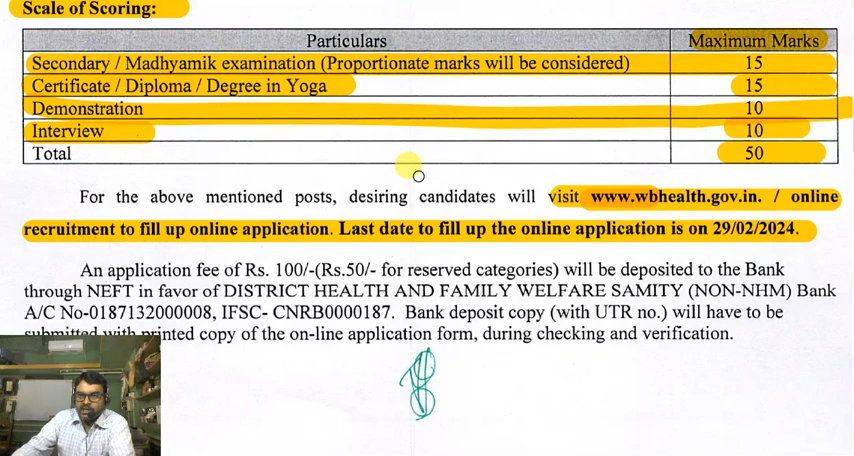 Scale of Scoring:
Particulars Maximum Marks
Secondary / Madhyamik examination (Proportionate marks will be considered) 15
Certificate / Diploma / Degree in Yoga 15
Demonstration 10
Interview 10
Total 50
For the above mentioned posts, desiring candidates will visit www.wbhealth.gov.in. / online
recruitment to fill up online application. Last date to fill up the online application is on 29/02/2024.
An application fee of Rs. 100/-(Rs.50/- for reserved categories) will be deposited to the Bank
through NEFT in favor of DISTRICT HEALTH AND FAMILY WELFARE SAMITY (NON-NHM) Bank
A/C No-0187132000008, IFSC- CNRB0000187. Bank deposit copy (with UTR no.) will have to be
submitted with printed copy of the on-line application form, during checking and verification.